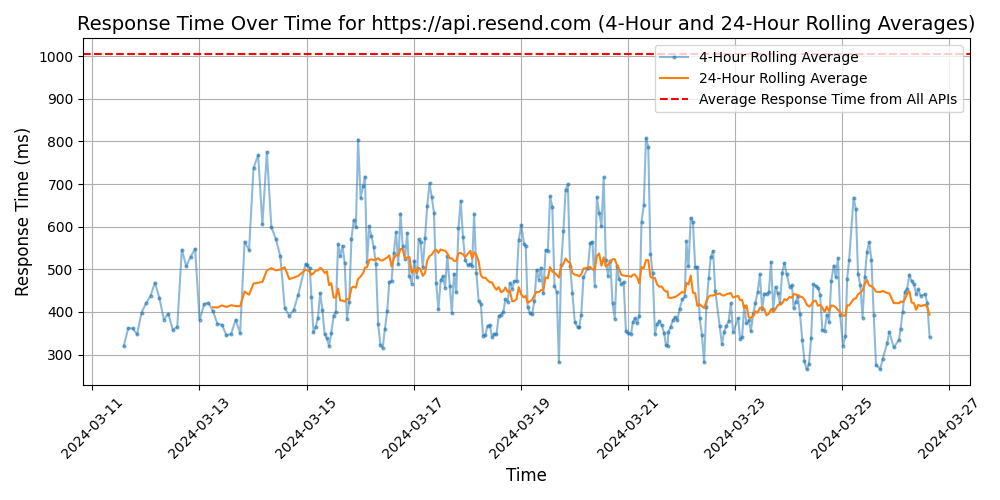 Response Time Over Time for https://api.resend.com (4-Hour and 24-Hour Rolling Averages)
4-Hour Rolling Average
24-Hour Rolling Average
Average Response Time from All APIs
Response Time (ms)
1000
900
800
700
600
500
400
300
2024-03-11
2024-03-13
2024-03-15
2024-03-17
2024-03-19
2024-03-21
2024-03-23
2024-03-25
2024-03-27
Time